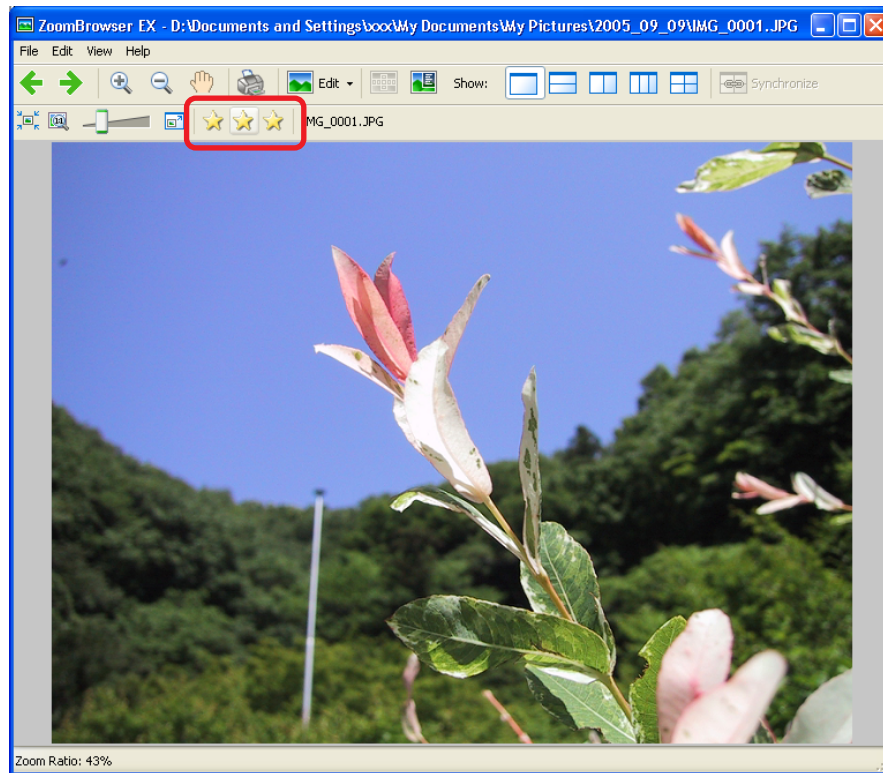 ZoomBrowser EX - D:\Documents and Settings\xxx\My Documents\My Pictures\2005_09_09\IMG_0001.JPG
File Edit View Help
Edit Show: Synchronize
MG_0001.JPG
Zoom Ratio: 43%